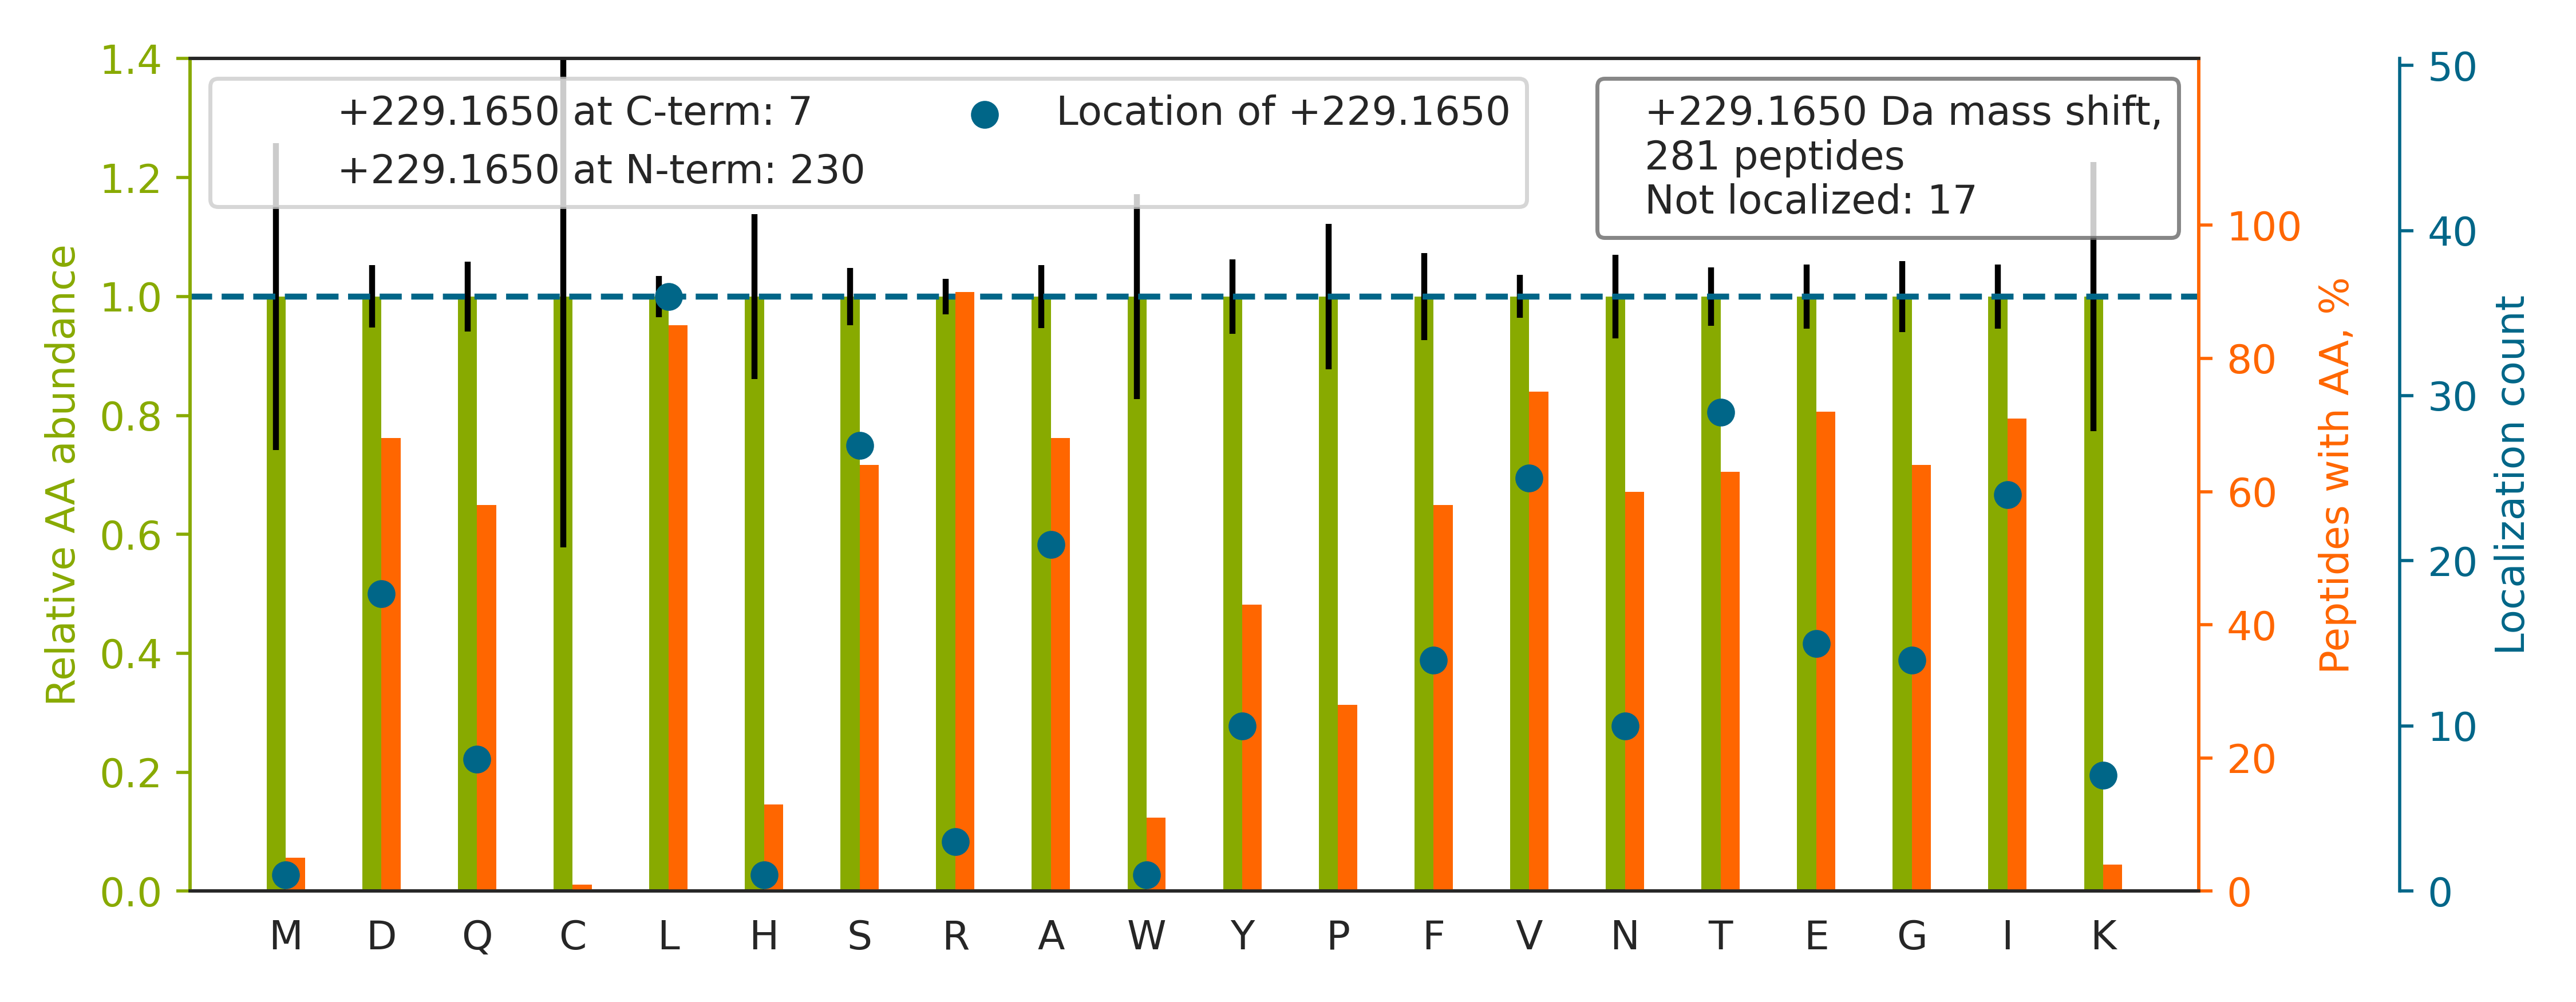 +229.1650 at C-term: 7
+229.1650 at N-term: 230
Location of +229.1650
+229.1650 Da mass shift,
281 peptides
Not localized: 17
Relative AA abundance
1.4
1.2
1.0
0.8
0.6
0.4
0.2
0.0
M D Q C L H S R A W Y P F V N T E G I K
100
80
60
40
20
0
Peptides with AA, %
50
40
30
20
10
0
Localization count